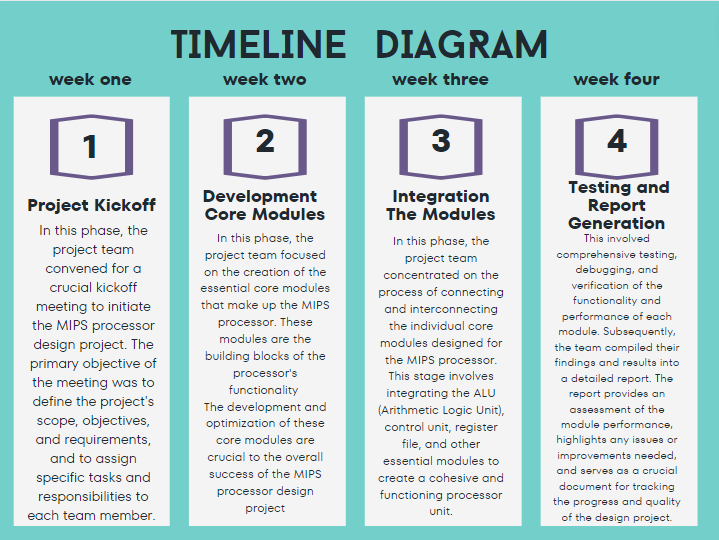 TIMELINE DIAGRAM
week one
week two
week three
week four
1
Project Kickoff
In this phase, the
project team
convened for a
crucial kickoff
meeting to initiate
the MIPS processor
design project. The
primary objective of
the meeting was to
define the project's
scope, objectives,
and requirements,
and to assign
specific tasks and
responsibilities to
each team member.
2
Development
Core Modules
In this phase, the
project team focused
on the creation of the
essential core modules
that make up the MIPS
processor. These
modules are the
building blocks of the
processor's
functionality
The development and
optimization of these
core modules are
crucial to the overall
success of the MIPS
processor design
project
3
Integration
The Modules
In this phase, the
project team
concentrated on the
process of connecting
and interconnecting
the individual core
modules designed for
the MIPS processor.
This stage involves
integrating the ALU
(Arithmetic Logic Unit),
control unit, register
file, and other
essential modules to
create a cohesive and
functioning processor
unit.
4
Testing and
Report
Generation
This involved
comprehensive testing,
debugging, and
verification of the
functionality and
performance of each
module. Subsequently,
the team compiled their
findings and results into
a detailed report. The
report provides an
assessment of the
module performance,
highlights any issues or
improvements needed,
and serves as a crucial
document for tracking
the progress and quality
of the design project.